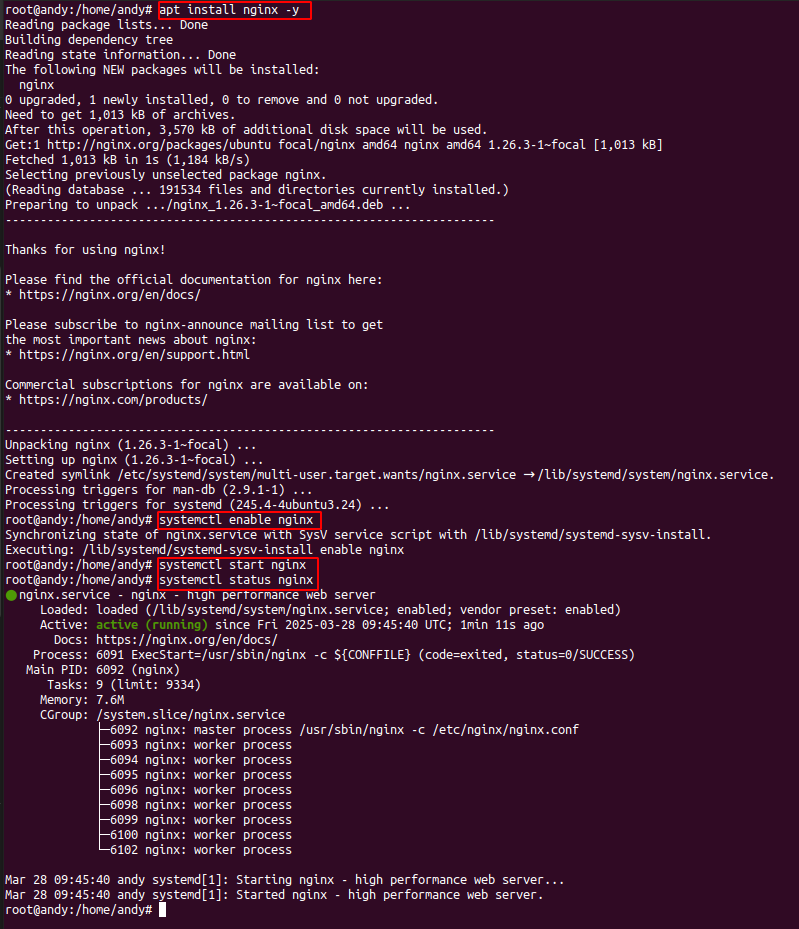 root@andy:/home/andy# apt install nginx -y
Reading package lists... Done
Building dependency tree
Reading state information... Done
The following NEW packages will be installed:
  nginx
0 upgraded, 1 newly installed, 0 to remove and 0 not upgraded.
Need to get 1,013 kB of archives.
After this operation, 3,570 kB of additional disk space will be used.
Get:1 http://nginx.org/packages/ubuntu focal/nginx amd64 nginx amd64 1.26.3-1~focal [1,013 kB]
Fetched 1,013 kB in 1s (1,184 kB/s)
Selecting previously unselected package nginx.
(Reading database ... 191534 files and directories currently installed.)
Preparing to unpack .../nginx_1.26.3-1~focal_amd64.deb ...
----------------------------------------------------------------------
Thanks for using nginx!
Please find the official documentation for nginx here:
* https://nginx.org/en/docs/
Please subscribe to nginx-announce mailing list to get
the most important news about nginx:
* https://nginx.org/en/support.html
Commercial subscriptions for nginx are available on:
* https://nginx.com/products/
----------------------------------------------------------------------
Unpacking nginx (1.26.3-1~focal) ...
Setting up nginx (1.26.3-1~focal) ...
Created symlink /etc/systemd/system/multi-user.target.wants/nginx.service → /lib/systemd/system/nginx.service.
Processing triggers for man-db (2.9.1-1) ...
Processing triggers for systemd (245.4-4ubuntu3.24) ...
root@andy:/home/andy# systemctl enable nginx
Synchronizing state of nginx.service with SysV service script with /lib/systemd/systemd-sysv-install.
Executing: /lib/systemd/systemd-sysv-install enable nginx
root@andy:/home/andy# systemctl start nginx
root@andy:/home/andy# systemctl status nginx
● nginx.service - nginx - high performance web server
     Loaded: loaded (/lib/systemd/system/nginx.service; enabled; vendor preset: enabled)
     Active: active (running) since Fri 2025-03-28 09:45:40 UTC; 1min 11s ago
       Docs: https://nginx.org/en/docs/
    Process: 6091 ExecStart=/usr/sbin/nginx -c ${CONFFILE} (code=exited, status=0/SUCCESS)
   Main PID: 6092 (nginx)
      Tasks: 9 (limit: 9334)
     Memory: 7.6M
     CGroup: /system.slice/nginx.service
             ├─6092 nginx: master process /usr/sbin/nginx -c /etc/nginx/nginx.conf
             ├─6093 nginx: worker process
             ├─6094 nginx: worker process
             ├─6095 nginx: worker process
             ├─6096 nginx: worker process
             ├─6098 nginx: worker process
             ├─6099 nginx: worker process
             ├─6100 nginx: worker process
             └─6102 nginx: worker process
Mar 28 09:45:40 andy systemd[1]: Starting nginx - high performance web server...
Mar 28 09:45:40 andy systemd[1]: Started nginx - high performance web server.
root@andy:/home/andy#